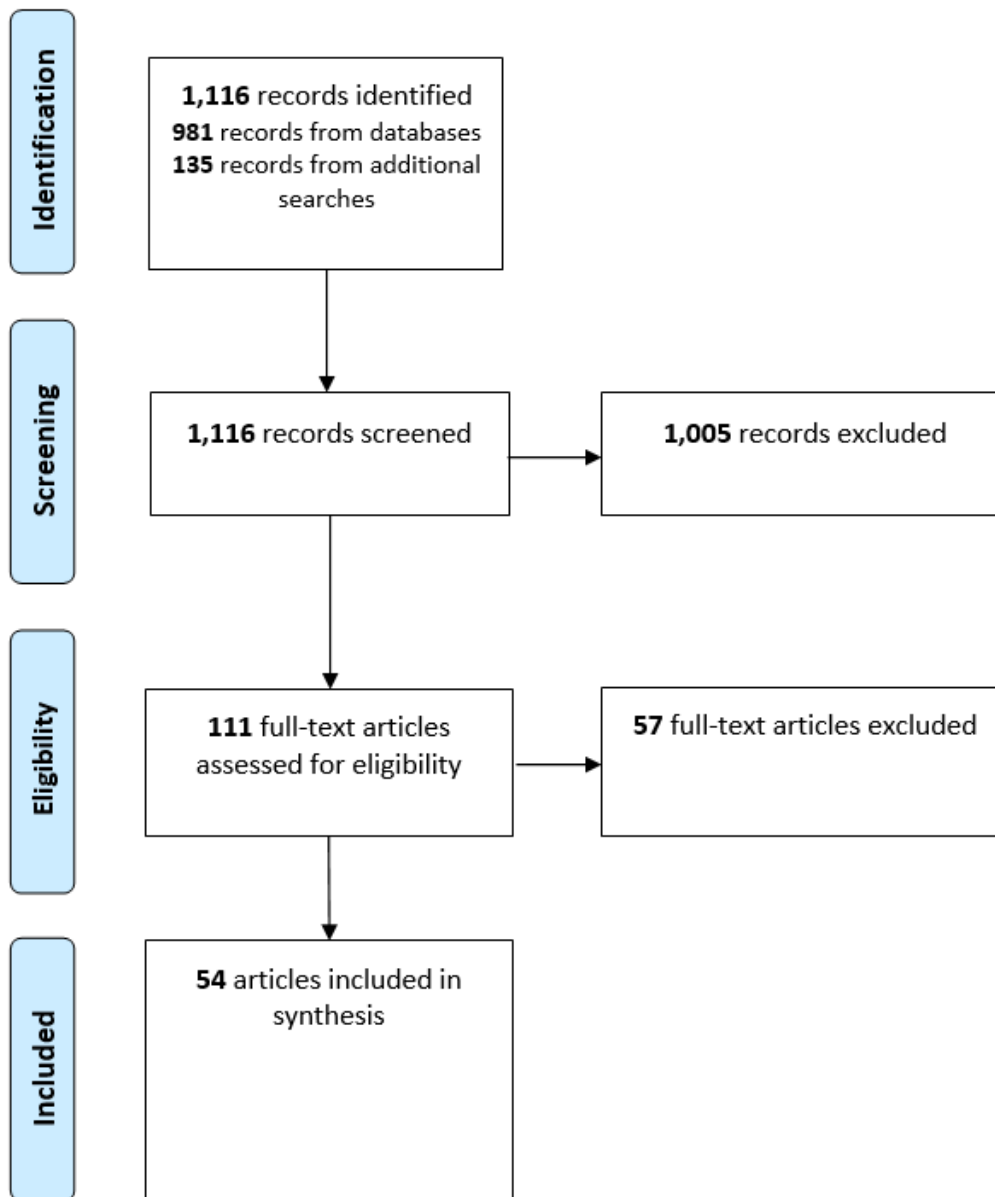 Identification
1,116 records identified
981 records from databases
135 records from additional
searches
Screening
1,116 records screened
1,005 records excluded
Eligibility
111 full-text articles
assessed for eligibility
57 full-text articles excluded
Included
54 articles included in
synthesis